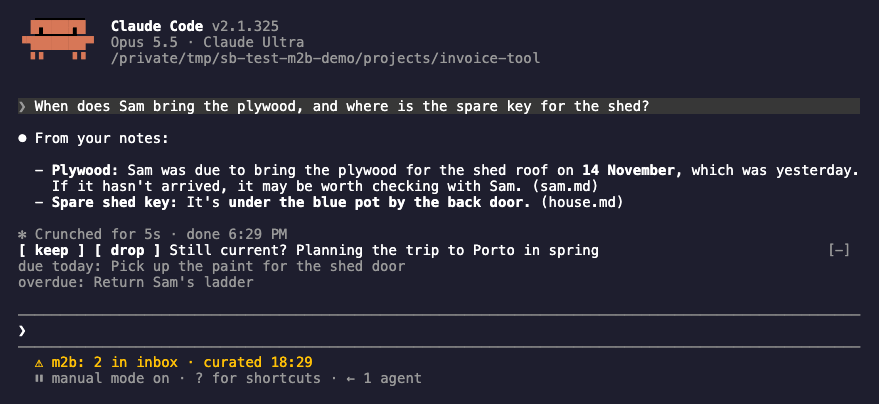 Claude Code v2.1.325
Opus 5.5 · Claude Ultra
/private/tmp/sb-test-m2b-demo/projects/invoice-tool
❯ When does Sam bring the plywood, and where is the spare key for the shed?
● From your notes:
– Plywood: Sam was due to bring the plywood for the shed roof on 14 November, which was yesterday.
If it hasn't arrived, it may be worth checking with Sam. (sam.md)
– Spare shed key: It's under the blue pot by the back door. (house.md)
✻ Crunched for 5s · done 6:29 PM
[ keep ] [ drop ] Still current? Planning the trip to Porto in spring [−]
due today: Pick up the paint for the shed door
overdue: Return Sam's ladder
❯
⚠ m2b: 2 in inbox · curated 18:29
⏸ manual mode on · ? for shortcuts · ← 1 agent